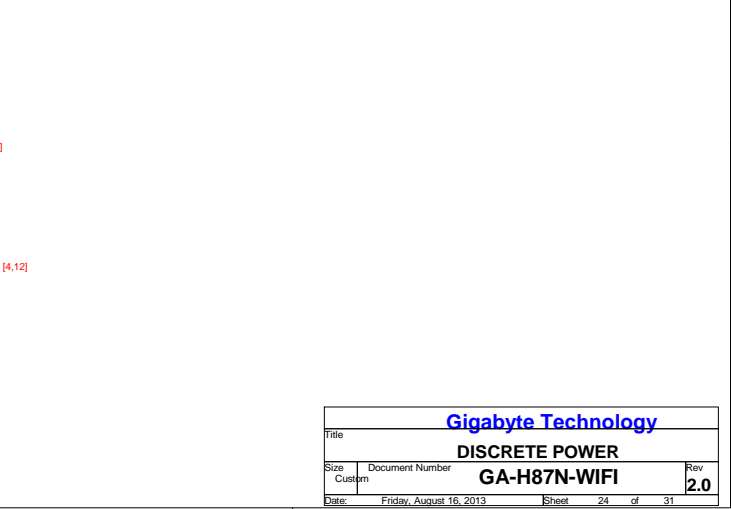 ]
[4,12]
Gigabyte Technology
Title
DISCRETE POWER
Size Document Number Rev
Custom GA-H87N-WIFI 2.0
Date: Friday, August 16, 2013 Sheet 24 of 31